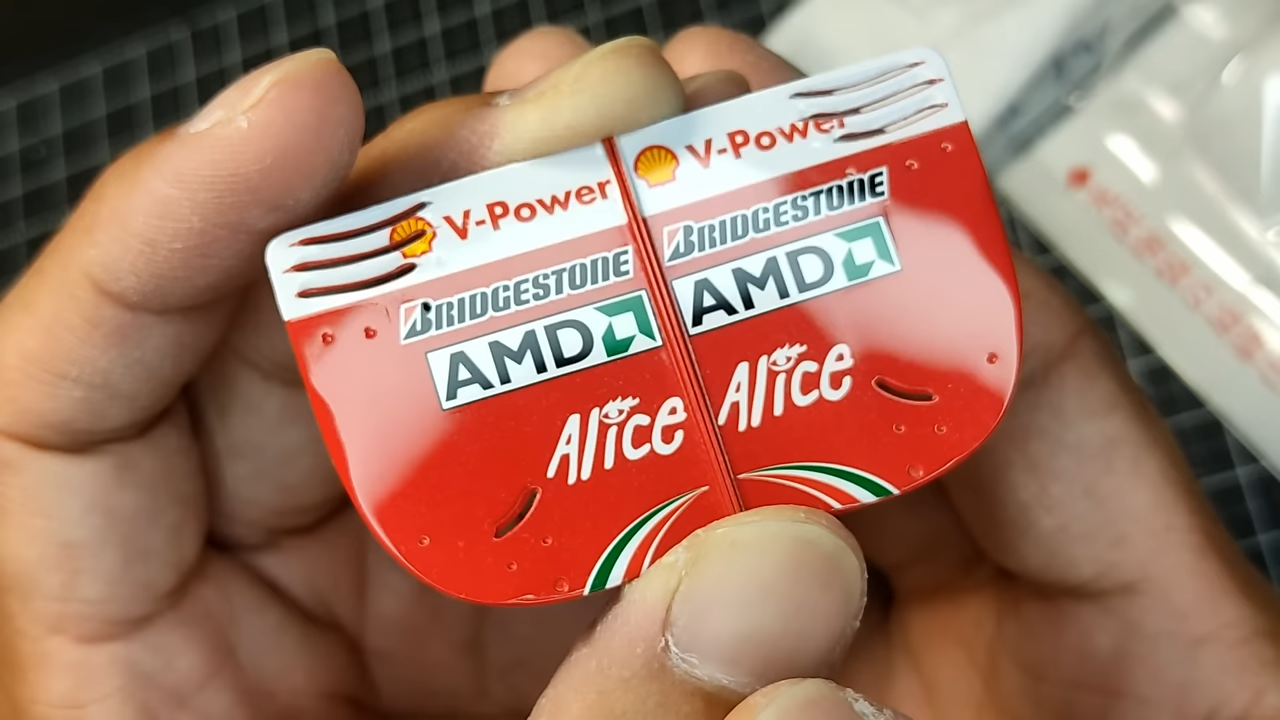 V-Power
BRIDGESTONE
AMD
Alice
V-Power
BRIDGESTONE
AMD
Alice